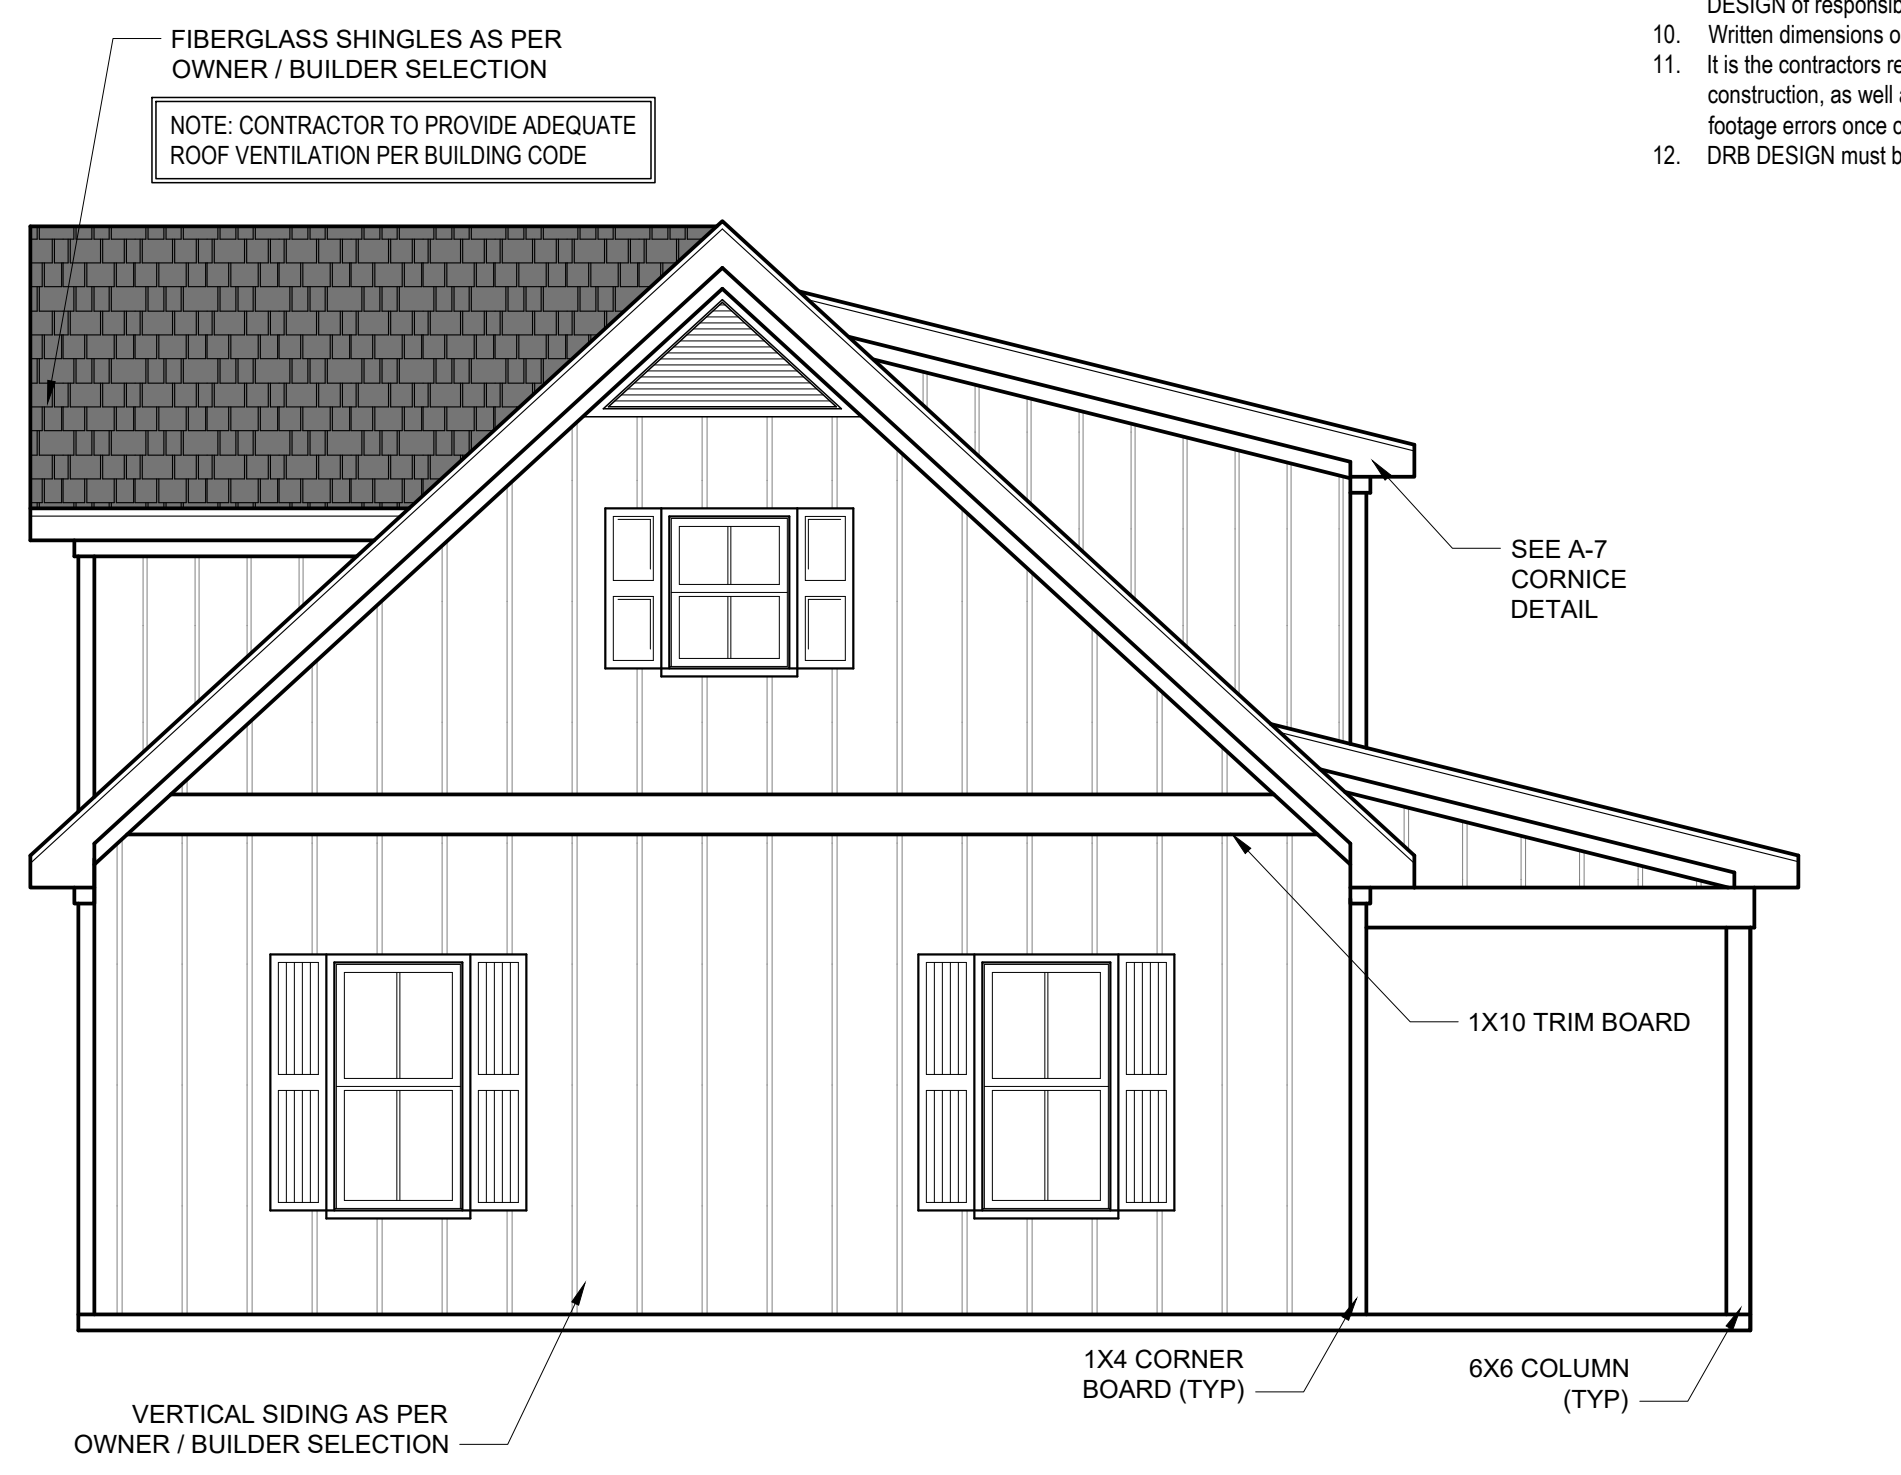 FIBERGLASS SHINGLES AS PER
OWNER / BUILDER SELECTION
NOTE: CONTRACTOR TO PROVIDE ADEQUATE
ROOF VENTILATION PER BUILDING CODE
DESIGN of
10. Written dimensions
11. It is the contractors
construction, as well
footage errors once
12. DRB DESIGN must
SEE A-7
CORNICE
DETAIL
1X10 TRIM BOARD
1X4 CORNER
BOARD (TYP)
6X6 COLUMN
(TYP)
VERTICAL SIDING AS PER
OWNER / BUILDER SELECTION